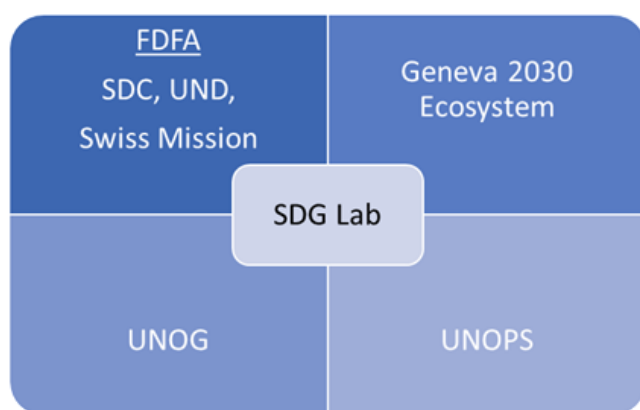 FDFA
SDC, UND,
Swiss Mission
Geneva 2030
Ecosystem
SDG Lab
UNOG
UNOPS